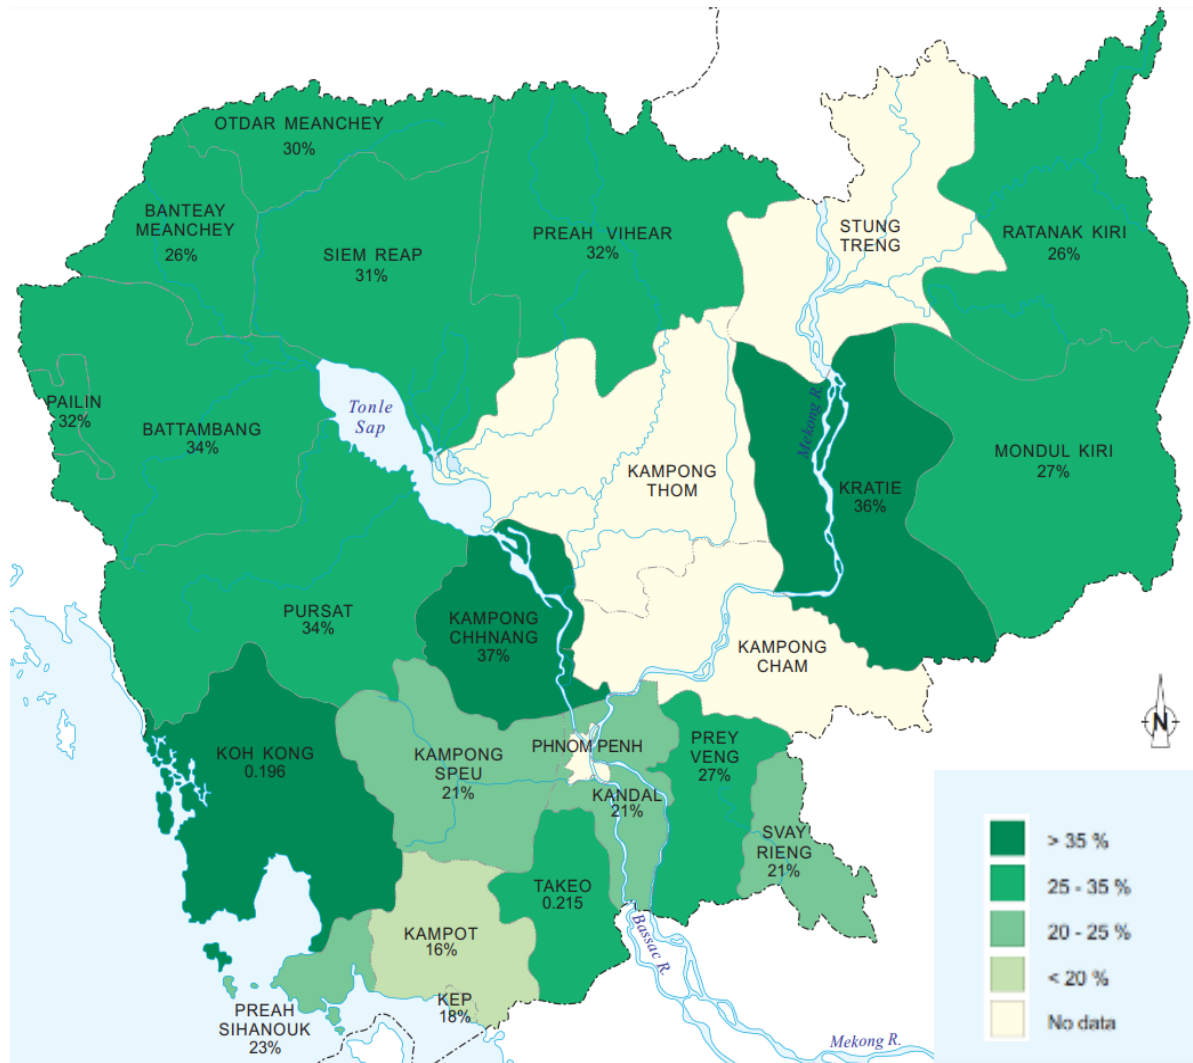 OTDAR MEANCHEY
30%
BANTEAY
MEANCHEY
26%
SIEM REAP
31%
PREAH VIHEAR
32%
STUNG
TRENG
RATANAK KIRI
26%
PAILIN
32%
BATTAMBANG
34%
Tonle
Sap
KAMPONG
THOM
Mekong R.
KRATIE
36%
MONDUL KIRI
27%
PURSAT
34%
KAMPONG
CHHNANG
37%
KAMPONG
CHAM
KOH KONG
0.196
KAMPONG
SPEU
21%
PHNOM PENH
KANDAL
21%
PREY
VENG
27%
SVAY
RIENG
21%
TAKEO
0.215
KAMPOT
16%
KEP
18%
PREAH
SIHANOUK
23%
Bassac R.
Mekong R.
N
> 35 %
25 - 35 %
20 - 25 %
< 20 %
No data